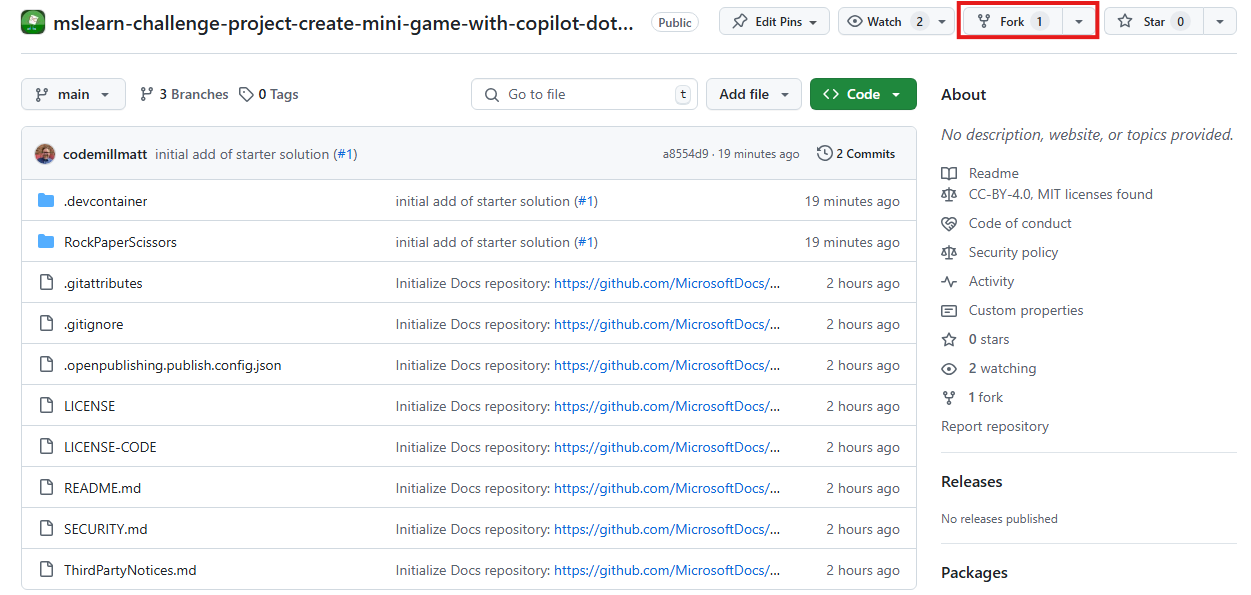 mslearn-challenge-project-create-mini-game-with-copilot-dot... Public Edit Pins Watch 2 Fork 1 Star 0
main 3 Branches 0 Tags Go to file t Add file Code
codemillmatt initial add of starter solution (#1) a8554d9 · 19 minutes ago 2 Commits
.devcontainer initial add of starter solution (#1) 19 minutes ago
RockPaperScissors initial add of starter solution (#1) 19 minutes ago
.gitattributes Initialize Docs repository: https://github.com/MicrosoftDocs/... 2 hours ago
.gitignore Initialize Docs repository: https://github.com/MicrosoftDocs/... 2 hours ago
.openpublishing.publish.config.json Initialize Docs repository: https://github.com/MicrosoftDocs/... 2 hours ago
LICENSE Initialize Docs repository: https://github.com/MicrosoftDocs/... 2 hours ago
LICENSE-CODE Initialize Docs repository: https://github.com/MicrosoftDocs/... 2 hours ago
README.md Initialize Docs repository: https://github.com/MicrosoftDocs/... 2 hours ago
SECURITY.md Initialize Docs repository: https://github.com/MicrosoftDocs/... 2 hours ago
ThirdPartyNotices.md Initialize Docs repository: https://github.com/MicrosoftDocs/... 2 hours ago
About
No description, website, or topics provided.
Readme
CC-BY-4.0, MIT licenses found
Code of conduct
Security policy
Activity
Custom properties
0 stars
2 watching
1 fork
Report repository
Releases
No releases published
Packages